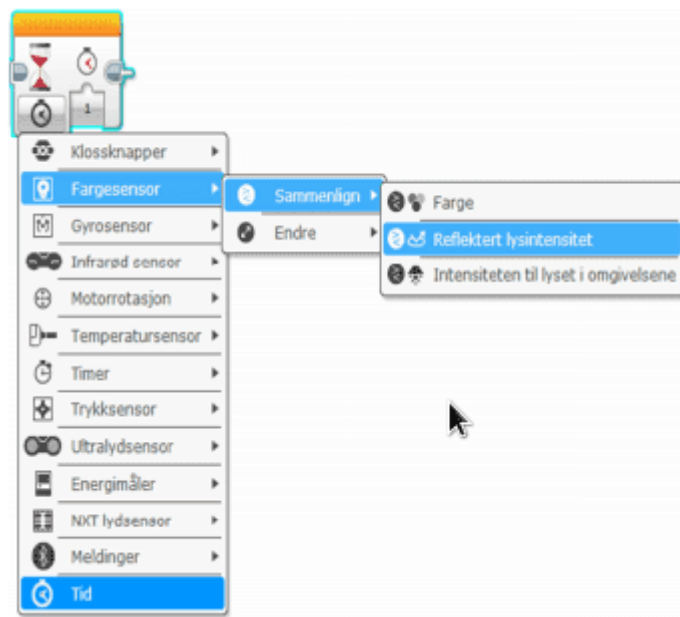 1
Klossknapper
Fargesensor
Gyrosensor
Infrarød sensor
Motorrotasjon
Temperatursensor
Timer
Trykksensor
Ultralydsensor
Energimåler
NXT lydsensor
Meldinger
Tid
Sammenlign
Endre
Farge
Reflektert lysintensitet
Intensiteten til lyset i omgivelsene